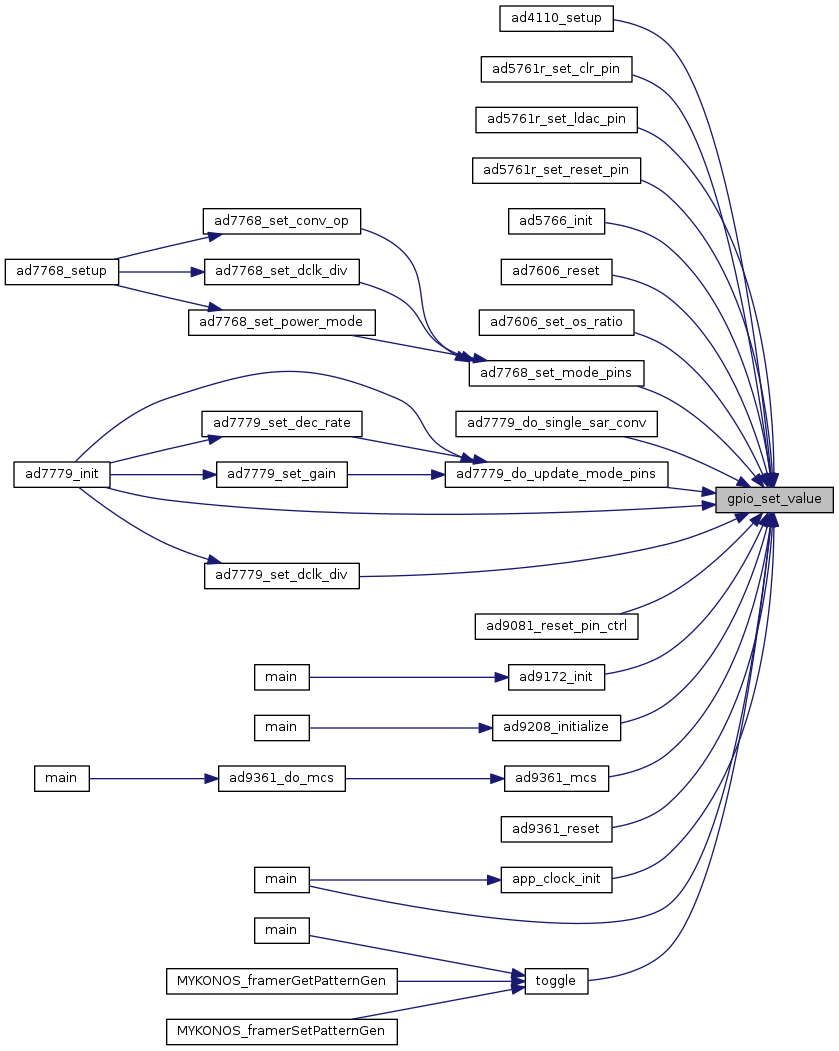 ad4110_setup
ad5761r_set_clr_pin
ad5761r_set_ldac_pin
ad5761r_set_reset_pin
ad7768_set_conv_op
ad5766_init
ad7768_setup
ad7768_set_dclk_div
ad7606_reset
ad7768_set_power_mode
ad7606_set_os_ratio
ad7768_set_mode_pins
ad7779_set_dec_rate
ad7779_do_single_sar_conv
ad7779_init
ad7779_set_gain
ad7779_do_update_mode_pins
gpio_set_value
ad7779_set_dclk_div
ad9081_reset_pin_ctrl
main
ad9172_init
main
ad9208_initialize
main
ad9361_do_mcs
ad9361_mcs
ad9361_reset
main
app_clock_init
main
MYKONOS_framerGetPatternGen
toggle
MYKONOS_framerSetPatternGen